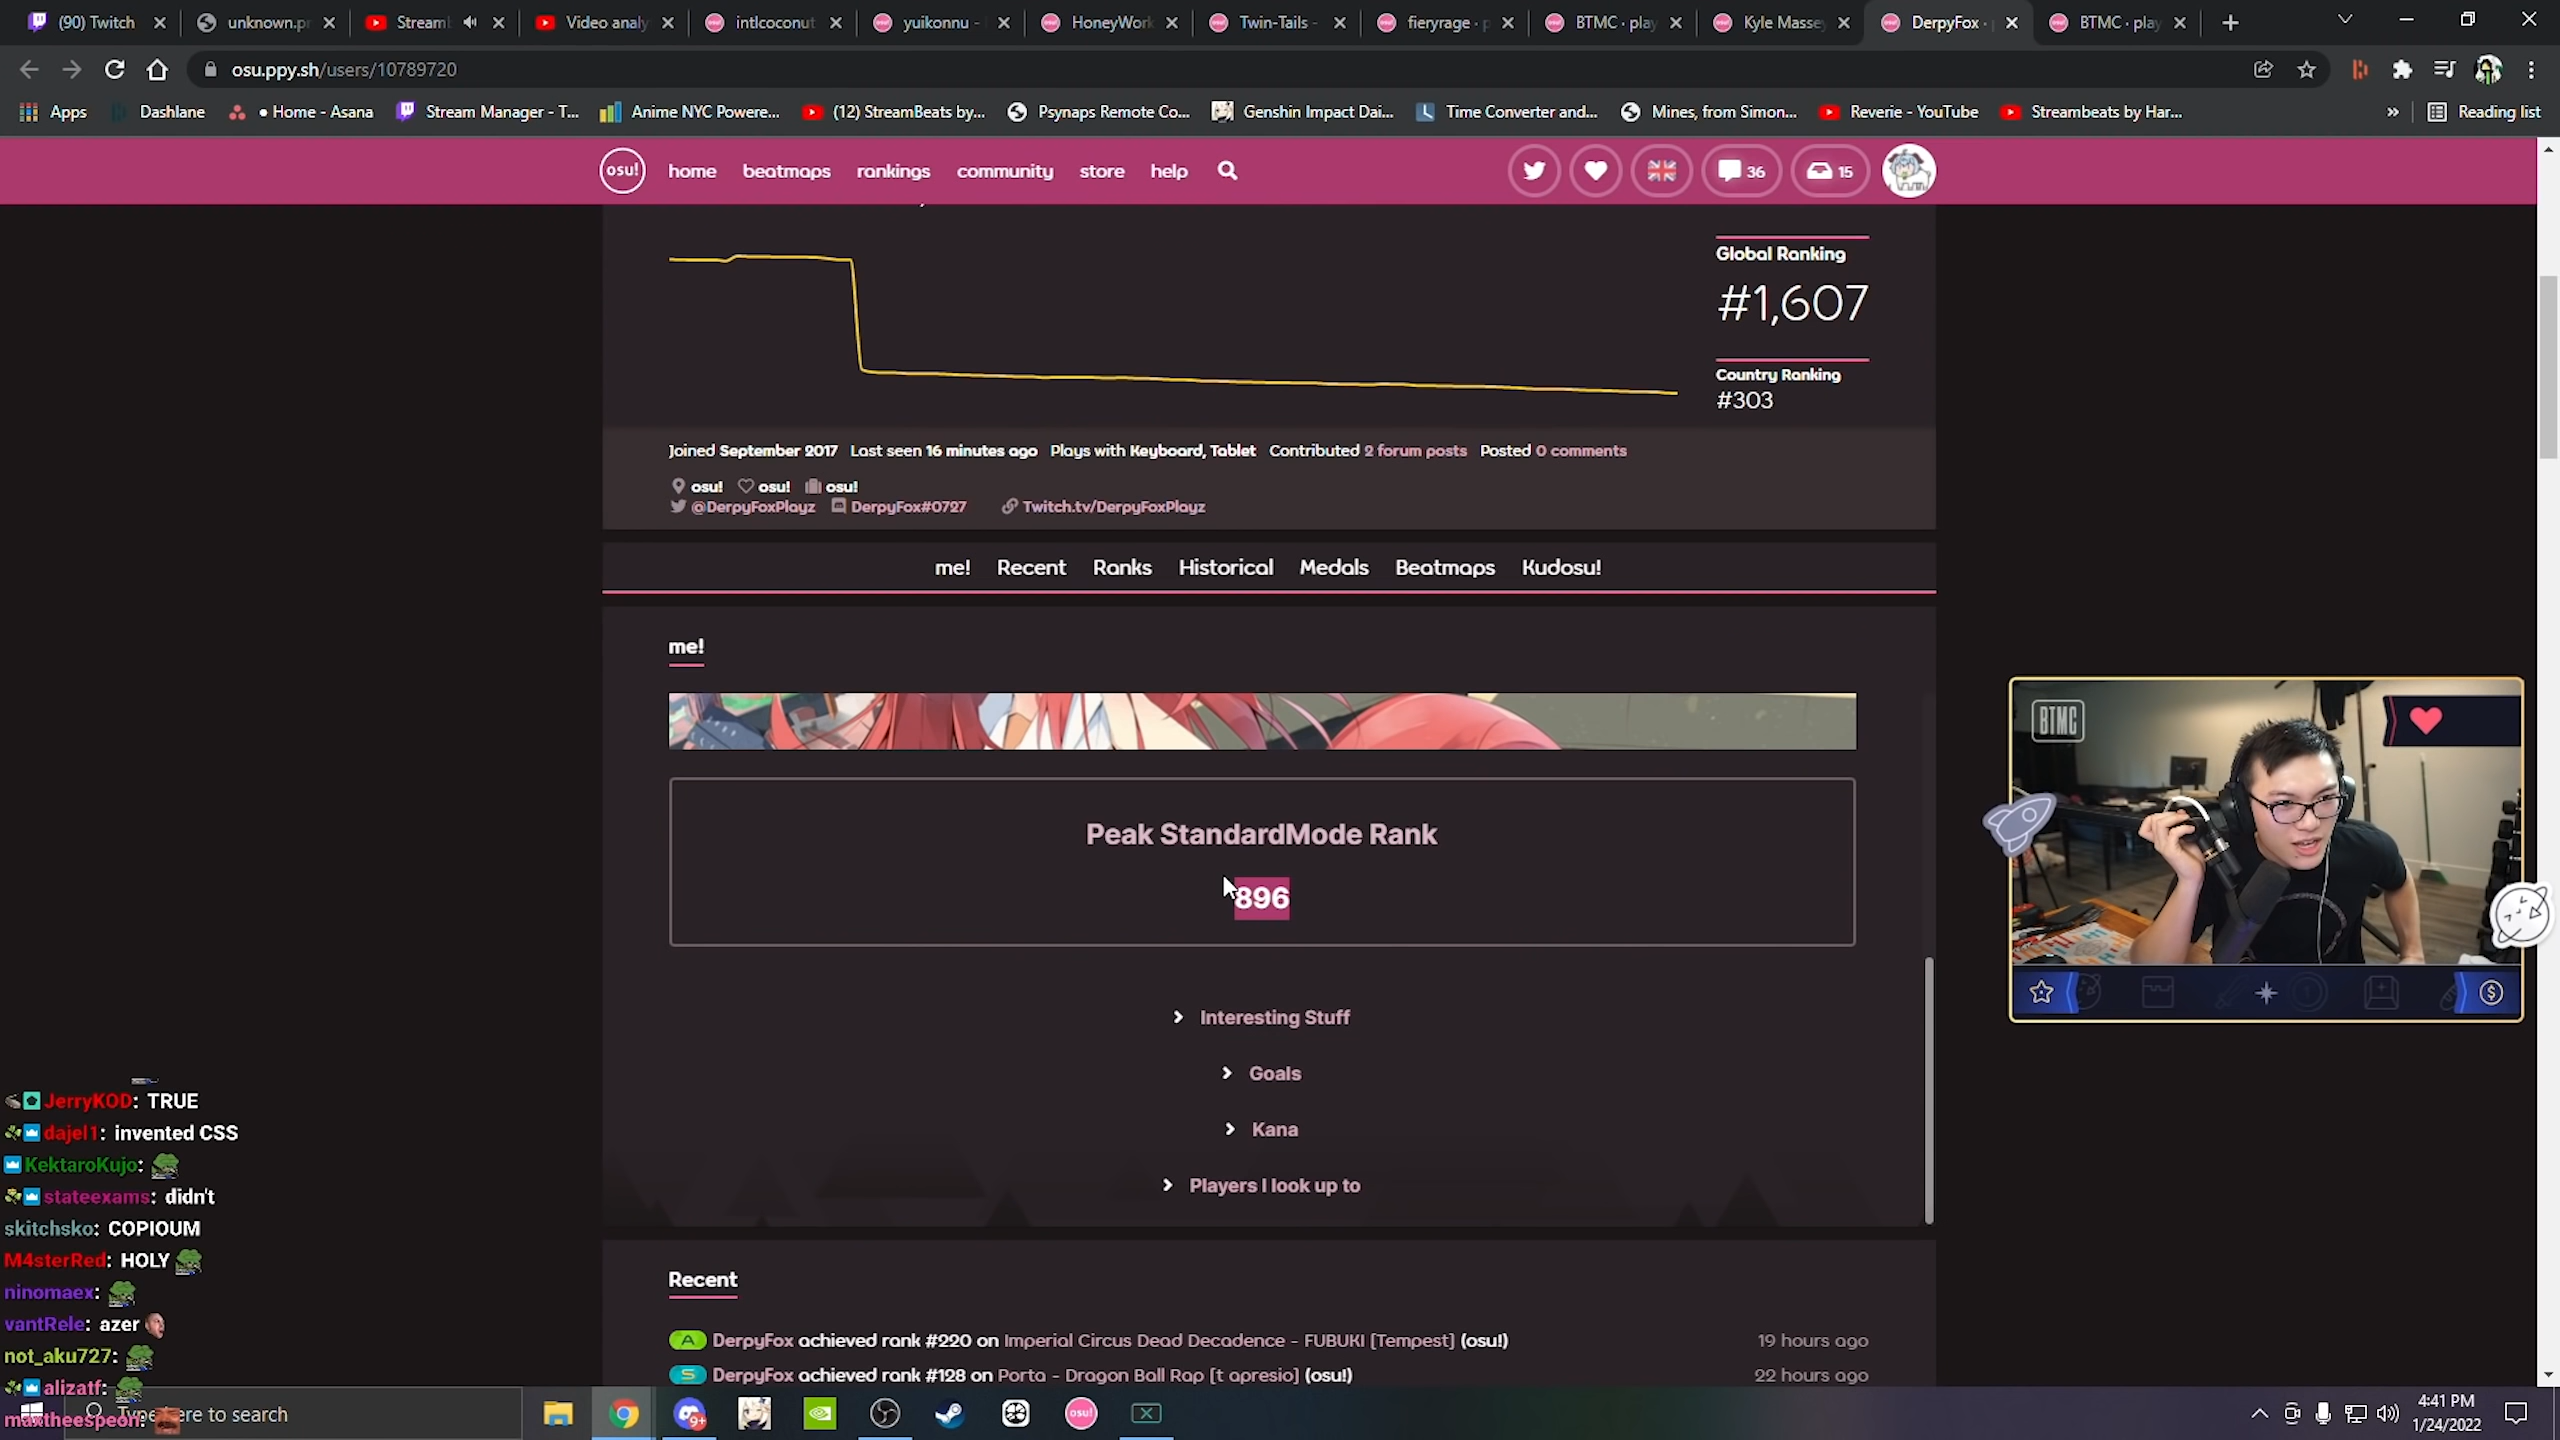 (90) Twitch
unknown.pr
Stream
Video analy
intlcoconut
yuikonnu -
HoneyWork
Twin-Tails -
fieryrage · p
BTMC · play
Kyle Massey
DerpyFox ·
BTMC · play
osu.ppy.sh/users/10789720
Apps
Dashlane
● Home - Asana
Stream Manager - T...
Anime NYC Powere...
(12) StreamBeats by...
Psynaps Remote Co...
Genshin Impact Dai...
Time Converter and...
Mines, from Simon...
Reverie - YouTube
Streambeats by Har...
»
Reading list
osu!
home
beatmaps
rankings
community
store
help
36
15
Global Ranking
#1,607
Country Ranking
#303
Joined September 2017 Last seen 16 minutes ago Plays with Keyboard, Tablet Contributed 2 forum posts Posted 0 comments
osu! osu! osu!
@DerpyFoxPlayz DerpyFox#0727 Twitch.tv/DerpyFoxPlayz
me! Recent Ranks Historical Medals Beatmaps Kudosu!
me!
BTMC
Peak StandardMode Rank
896
Interesting Stuff
Goals
Kana
Players I look up to
Recent
A DerpyFox achieved rank #220 on Imperial Circus Dead Decadence - FUBUKI [Tempest] (osu!) 19 hours ago
S DerpyFox achieved rank #128 on Porta - Dragon Ball Rap [t apresio] (osu!) 22 hours ago
JerryKOD: TRUE
dajel1: invented CSS
KektaroKujo:
stateexams: didn't
skitchsko: COPIOUM
M4sterRed: HOLY
ninomaex:
vantRele: azer
not_aku727:
alizatf:
maxtheespeon:
here to search
9+
osu!
4:41 PM
1/24/2022